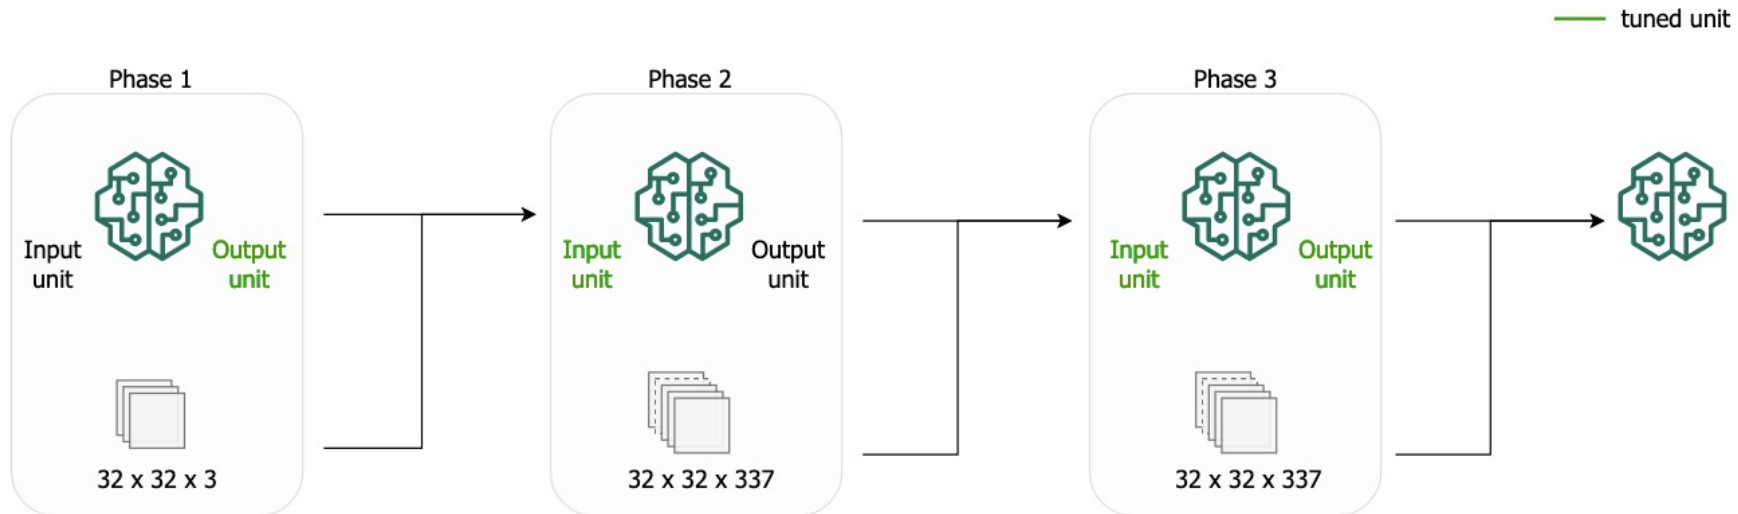 tuned unit
Phase 1
Phase 2
Phase 3
Input
unit
Output
unit
Input
unit
Output
unit
Input
unit
Output
unit
32 x 32 x 3
32 x 32 x 337
32 x 32 x 337